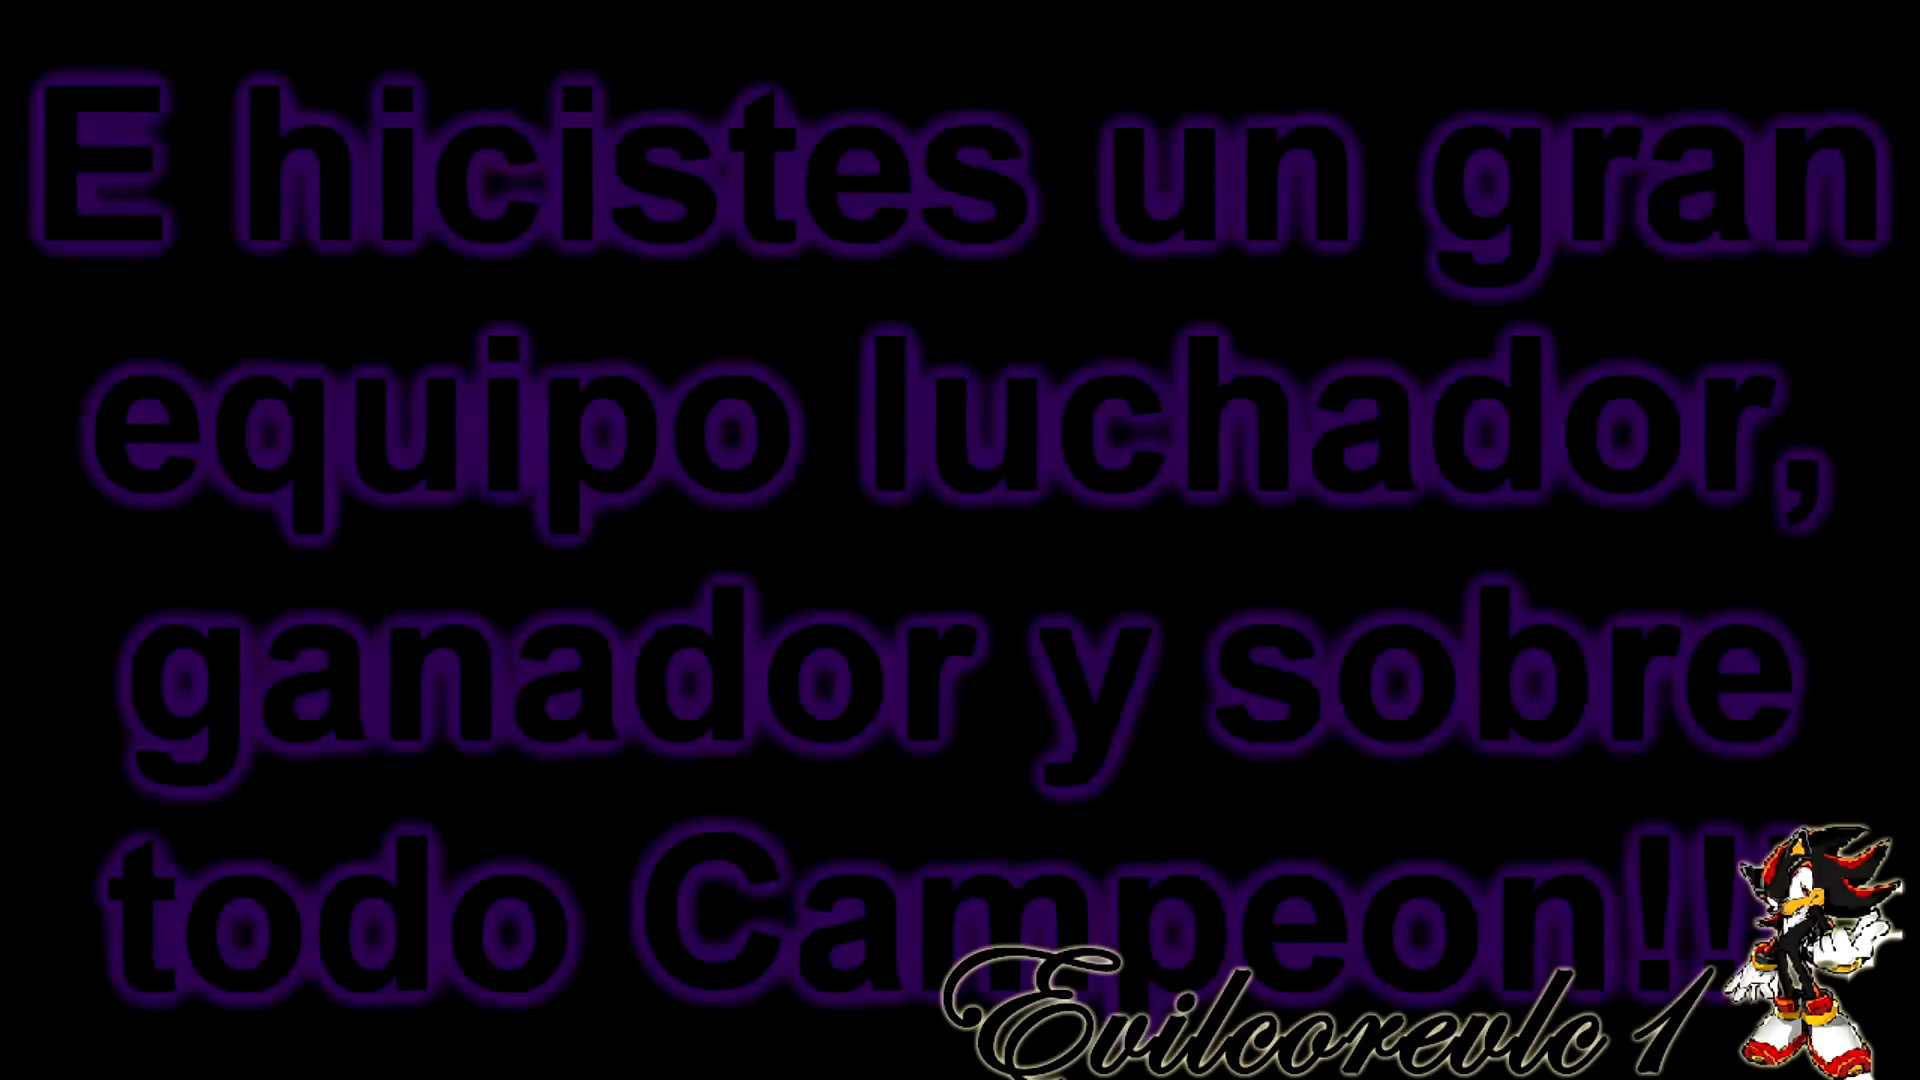 E hicistes un gran
equipo luchador,
ganador y sobre
todo Campeon!!!
Evilcorevlc 1